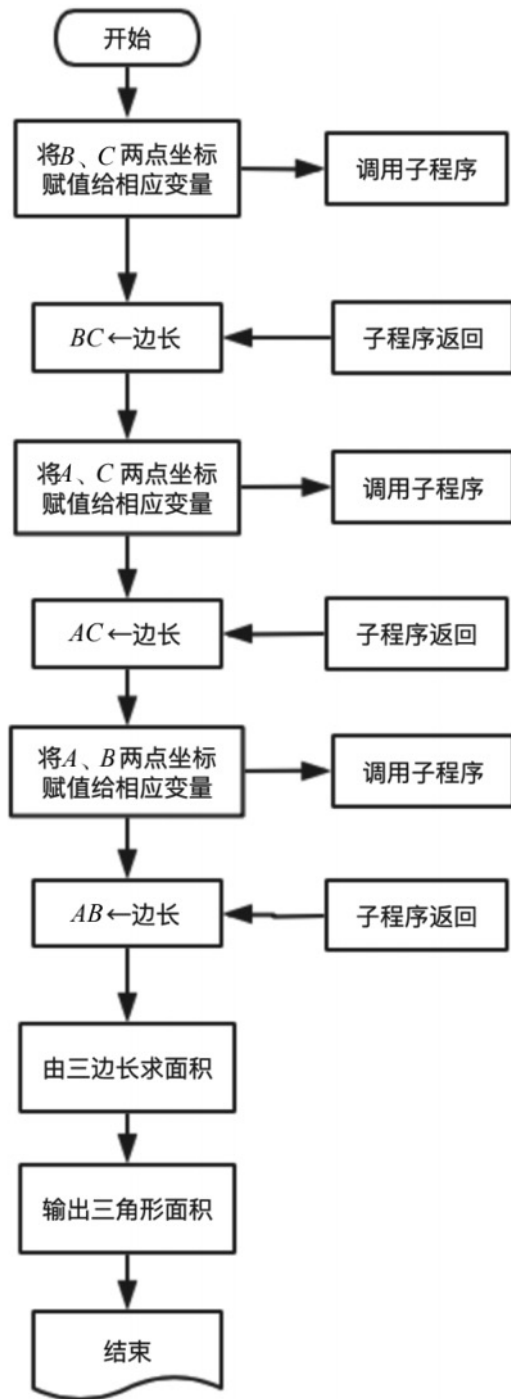 开始
将B、C 两点坐标
赋值给相应变量
调用子程序
BC←边长
子程序返回
将A、C 两点坐标
赋值给相应变量
调用子程序
AC←边长
子程序返回
将A、B 两点坐标
赋值给相应变量
调用子程序
AB←边长
子程序返回
由三边长求面积
输出三角形面积
结束